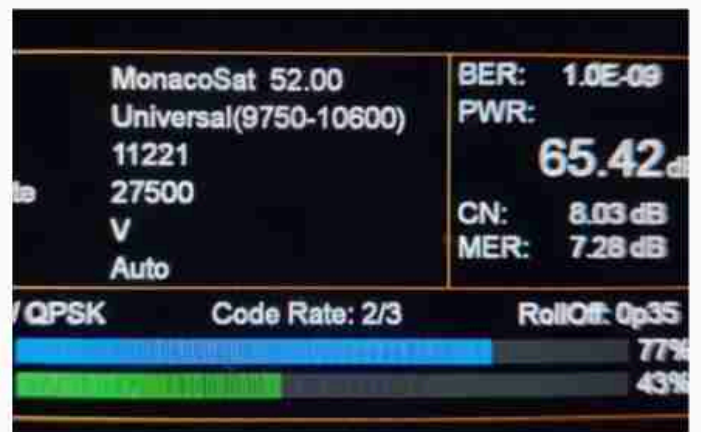 MonacoSat 52.00
Universal(9750-10600)
11221
te 27500
V
Auto
BER: 1.0E-09
PWR:
65.42 d
CN: 8.03 dB
MER: 7.28 dB
/ QPSK Code Rate: 2/3 RollOff: 0p35
77%
43%